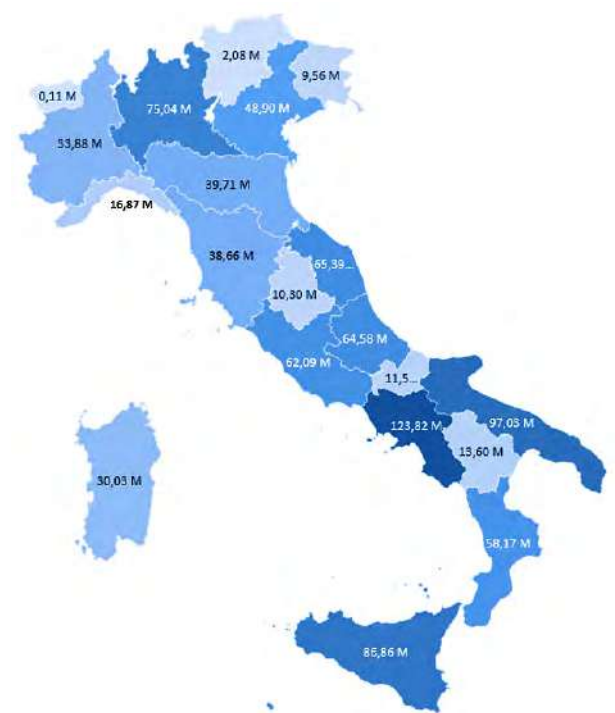 2,08 M
9,56 M
0,11 M
75,04 M
48,90 M
33,88 M
39,71 M
16,87 M
38,66 M
65,39...
10,30 M
64,58 M
62,09 M
11,5...
123,82 M
97,03 M
13,60 M
30,03 M
58,17 M
86,86 M